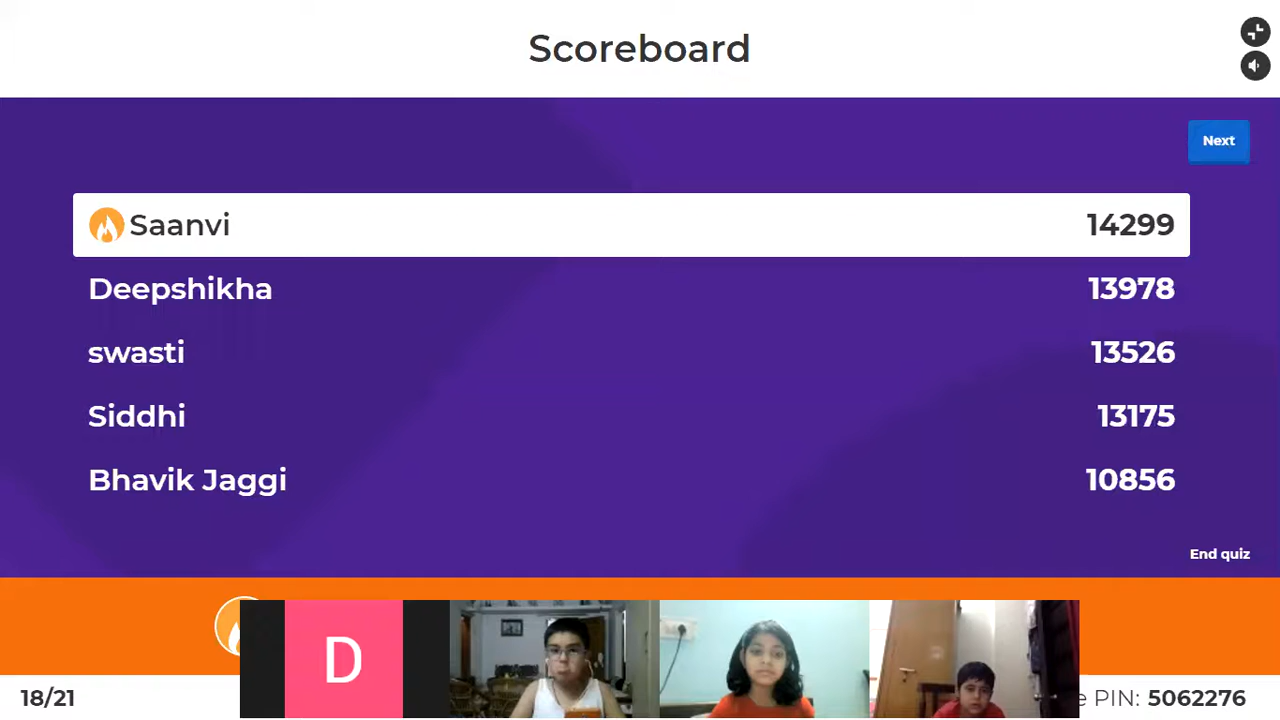 Scoreboard
Next
Saanvi 14299
Deepshikha 13978
swasti 13526
Siddhi 13175
Bhavik Jaggi 10856
End quiz
D
18/21
PIN: 5062276